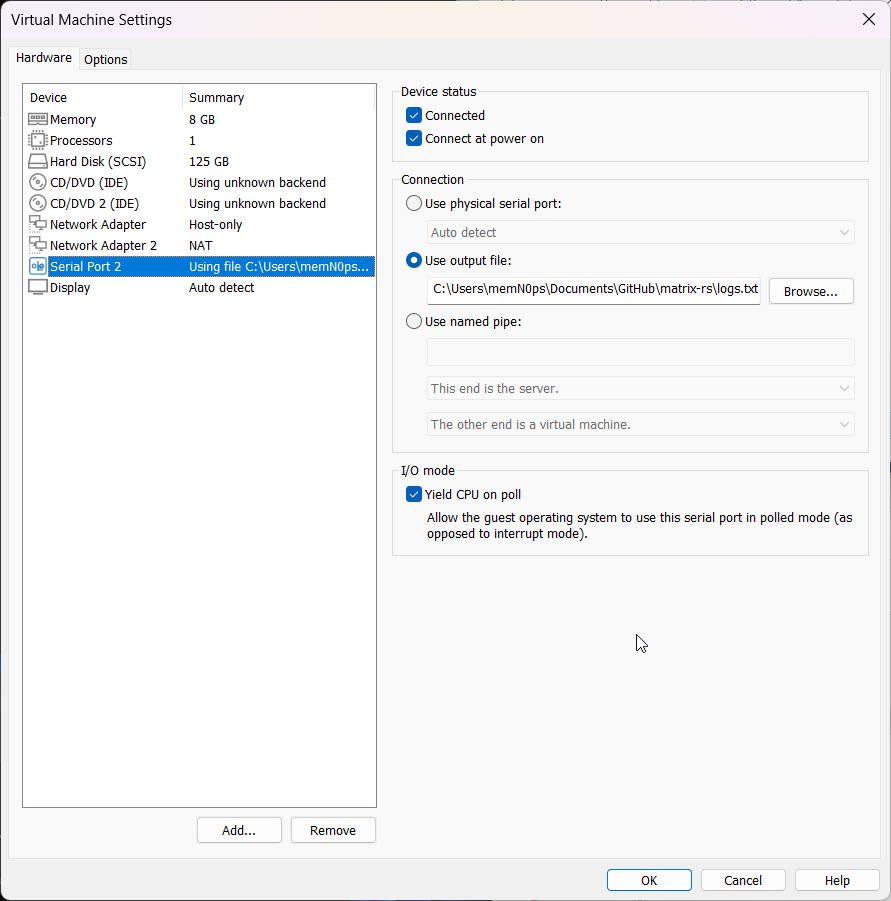 Virtual Machine Settings
Hardware Options
Device Summary
Memory 8 GB
Processors 1
Hard Disk (SCSI) 125 GB
CD/DVD (IDE) Using unknown backend
CD/DVD 2 (IDE) Using unknown backend
Network Adapter Host-only
Network Adapter 2 NAT
Serial Port 2 Using file C:\Users\memN0ps...
Display Auto detect
Add... Remove
Device status
Connected
Connect at power on
Connection
Use physical serial port:
Auto detect
Use output file:
C:\Users\memN0ps\Documents\GitHub\matrix-rs\logs.txt Browse...
Use named pipe:
This end is the server.
The other end is a virtual machine.
I/O mode
Yield CPU on poll
Allow the guest operating system to use this serial port in polled mode (as
opposed to interrupt mode).
OK Cancel Help